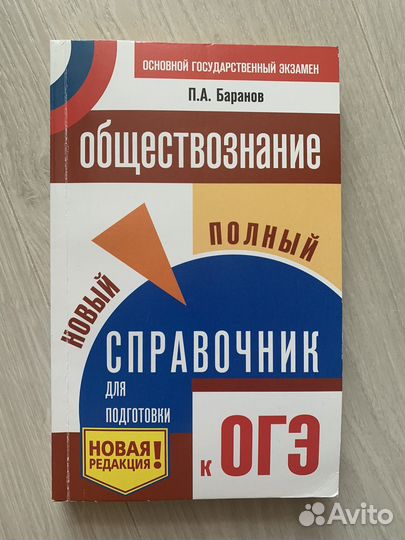 ОСНОВНОЙ ГОСУДАРСТВЕННЫЙ ЭКЗАМЕН
П.А. Баранов
ОБЩЕСТВОЗНАНИЕ
НОВЫЙ
ПОЛНЫЙ
СПРАВОЧНИК
ДЛЯ
ПОДГОТОВКИ
К ОГЭ
НОВАЯ
РЕДАКЦИЯ!
Avito